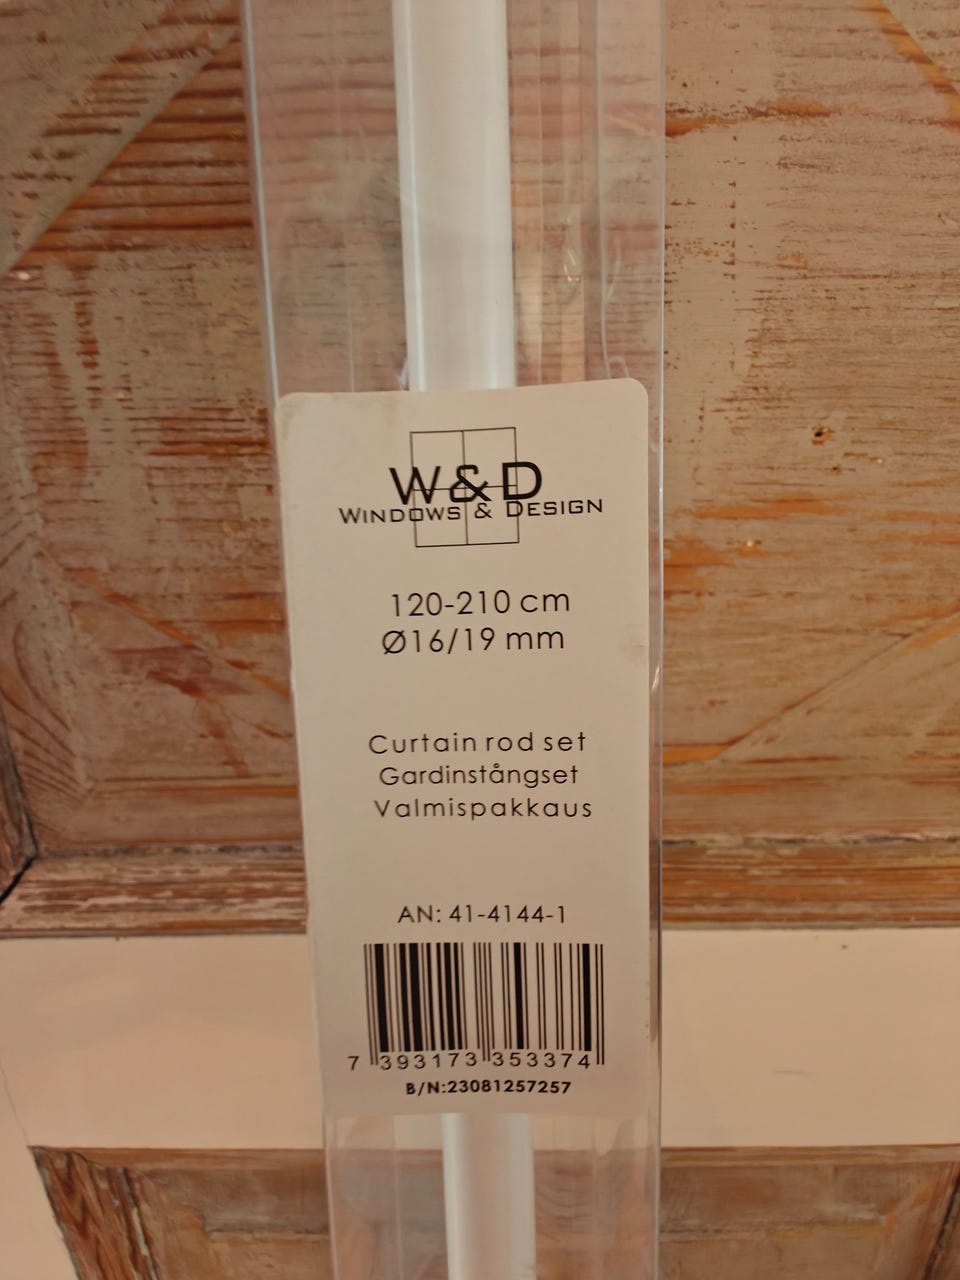 W&D
WINDOWS & DESIGN
120-210 cm
Ø16/19 mm
Curtain rod set
Gardinstångset
Valmispakkaus
AN: 41-4144-1
7 393173 353374
B/N:23081257257